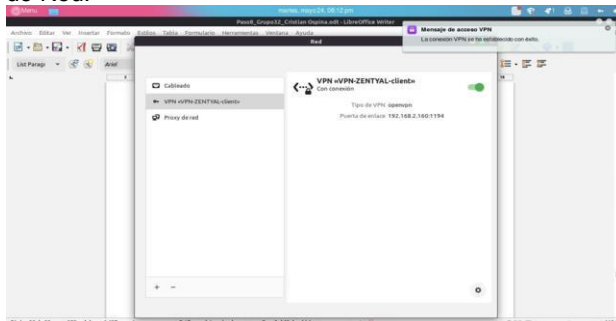 de Red.
Menu
martes, mayo 24, 08:12 pm
Paso8_Grupo32_Cristian Ospina.odt - LibreOffice Writer
Archivo Editar Ver Insertar Formato Estilos Tabla Formulario Herramientas Ventana Ayuda
Mensaje de acceso VPN
La conexión VPN se ha establecido con éxito.
Red
List Paragr
Arial
Cableado
VPN «VPN-ZENTYAL-client»
Proxy de red
VPN «VPN-ZENTYAL-client»
Con conexión
Tipo de VPN openvpn
Puerta de enlace 192.168.2.160:1194